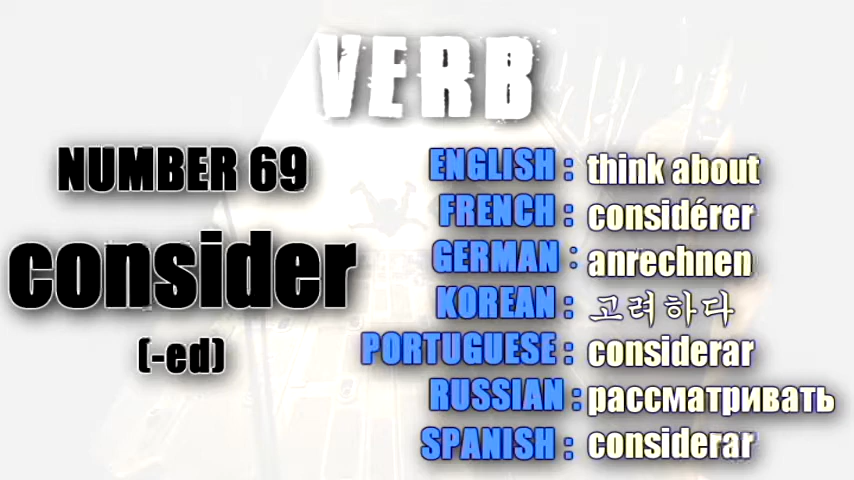 VERB
NUMBER 69
consider
(-ed)
ENGLISH : think about
FRENCH : considérer
GERMAN : anrechnen
KOREAN : 고려하다
PORTUGUESE : considerar
RUSSIAN : рассматривать
SPANISH : considerar